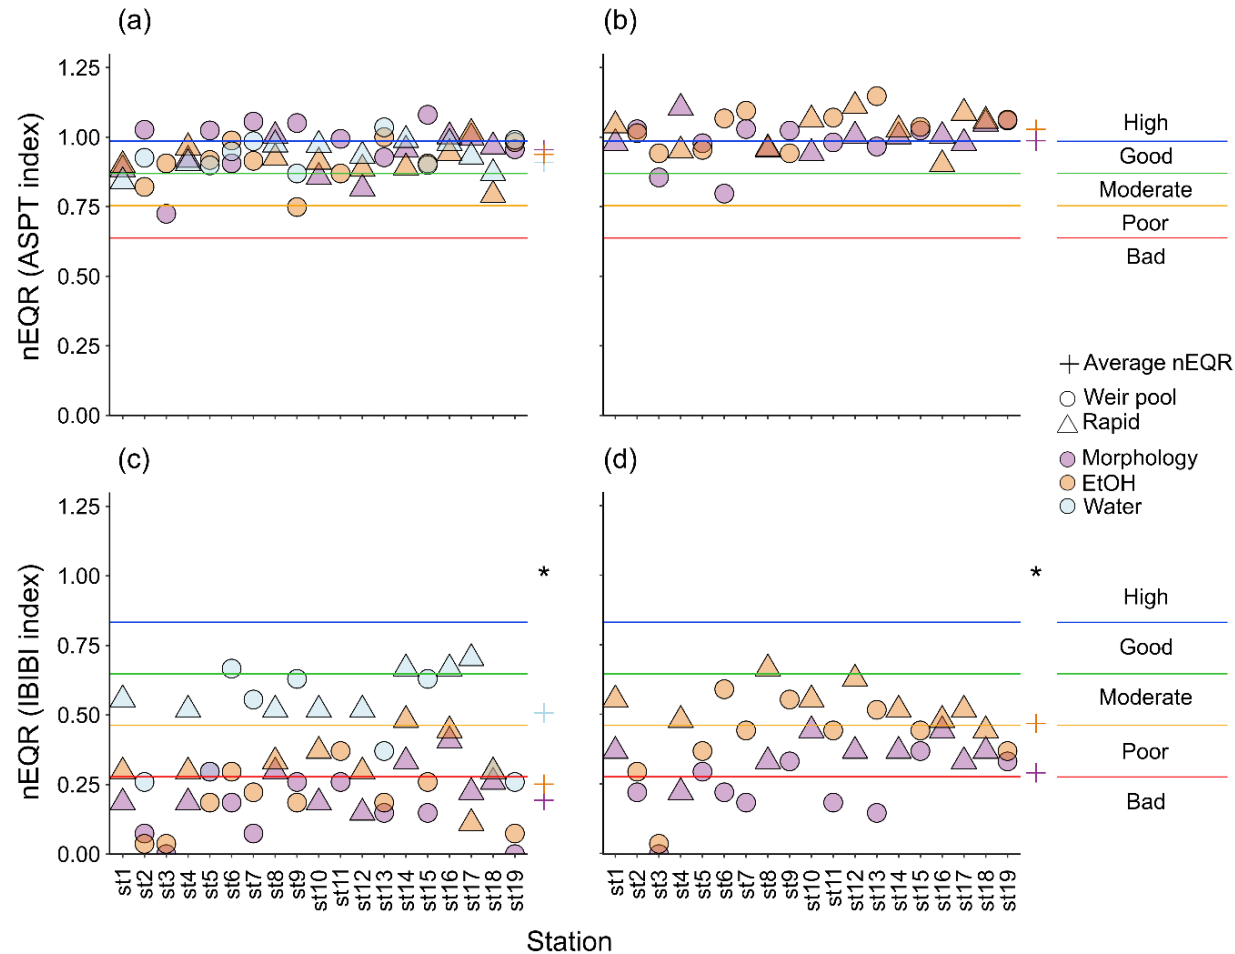 (a)
(b)
nEQR (ASPT index)
1.25
1.00
0.75
0.50
0.25
0.00
High
Good
Moderate
Poor
Bad
Average nEQR
Weir pool
Rapid
Morphology
EtOH
Water
(c)
(d)
nEQR (IBIBI index)
1.25
1.00
0.75
0.50
0.25
0.00
*
*
High
Good
Moderate
Poor
Bad
st1 st2 st3 st4 st5 st6 st7 st8 st9 st10 st11 st12 st13 st14 st15 st16 st17 st18 st19
st1 st2 st3 st4 st5 st6 st7 st8 st9 st10 st11 st12 st13 st14 st15 st16 st17 st18 st19
Station